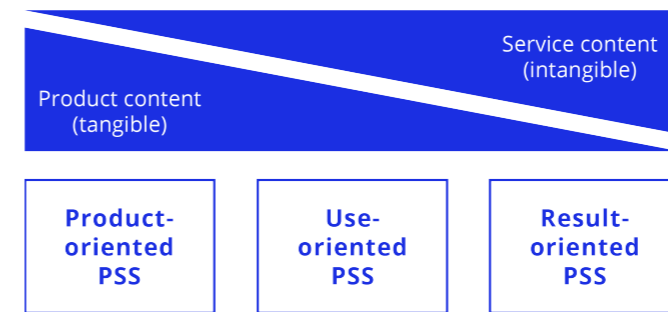 Service content
(intangible)
Product content
(tangible)
Product-
oriented
PSS
Use-
oriented
PSS
Result-
oriented
PSS